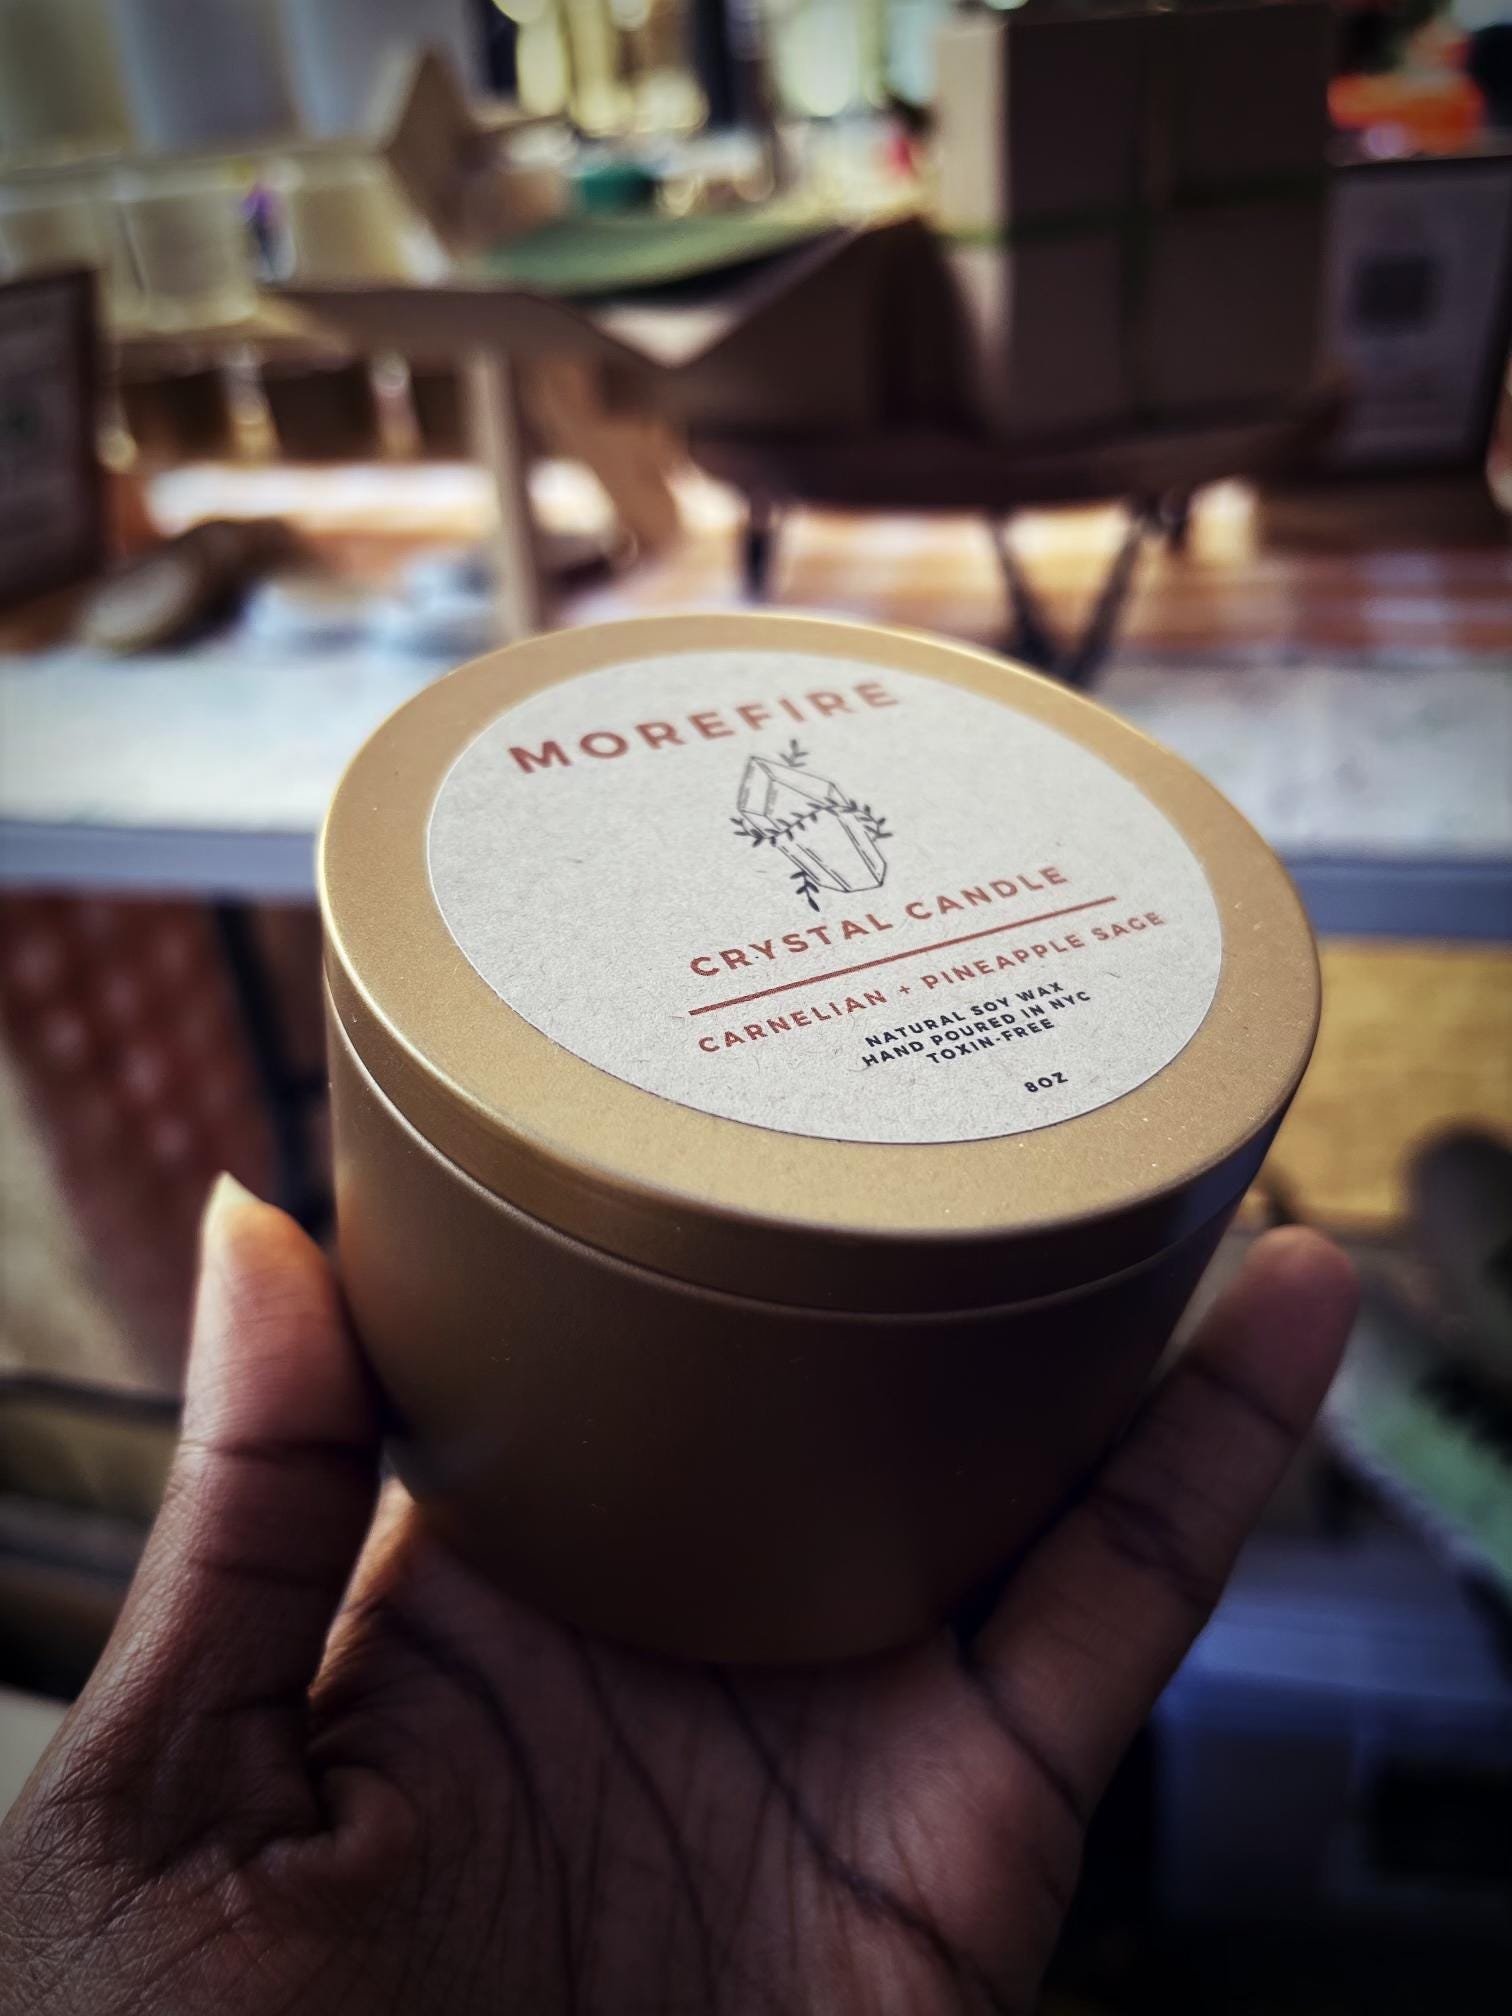 MOREFIRE
CRYSTAL CANDLE
CARNELIAN + PINEAPPLE SAGE
NATURAL SOY WAX
HAND POURED IN NYC
TOXIN-FREE
8OZ